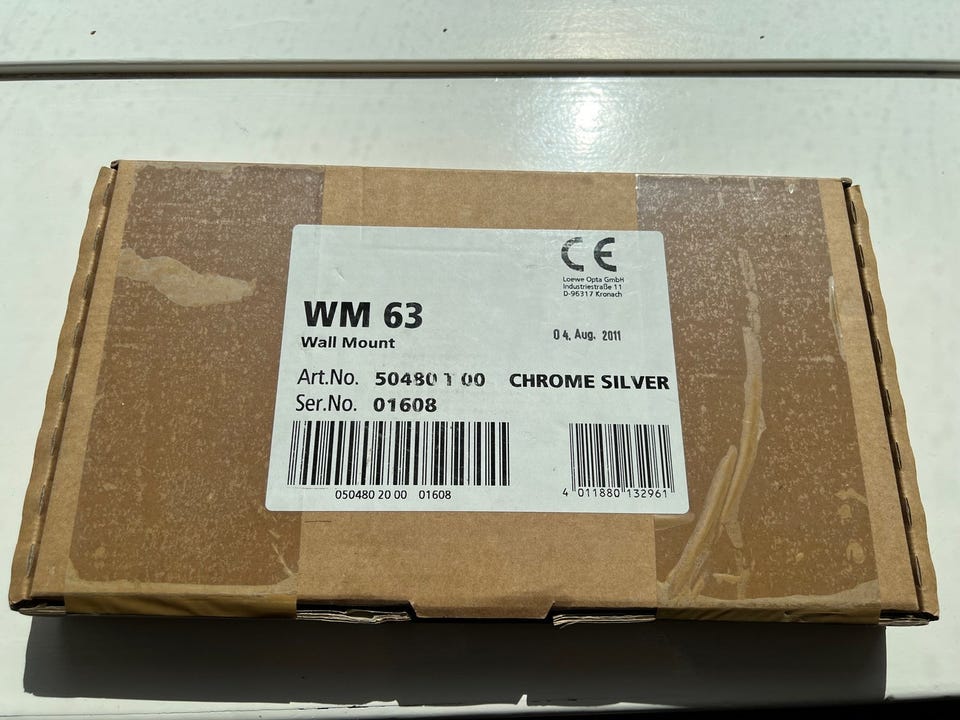 CE
Loewe Opta GmbH
Industriestraße 11
D-96317 Kronach
WM 63
04. Aug. 2011
Wall Mount
Art.No. 50480 T 00 CHROME SILVER
Ser.No. 01608
050480 20 00 01608
4 011880 132961